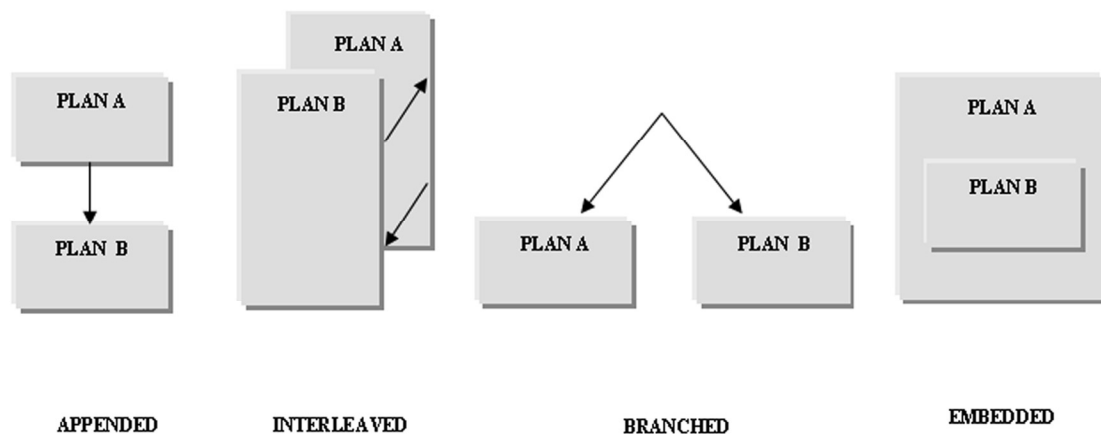 PLAN A
PLAN B
APPENDED
PLAN A
PLAN B
INTERLEAVED
PLAN A
PLAN B
BRANCHED
PLAN A
PLAN B
EMBEDDED